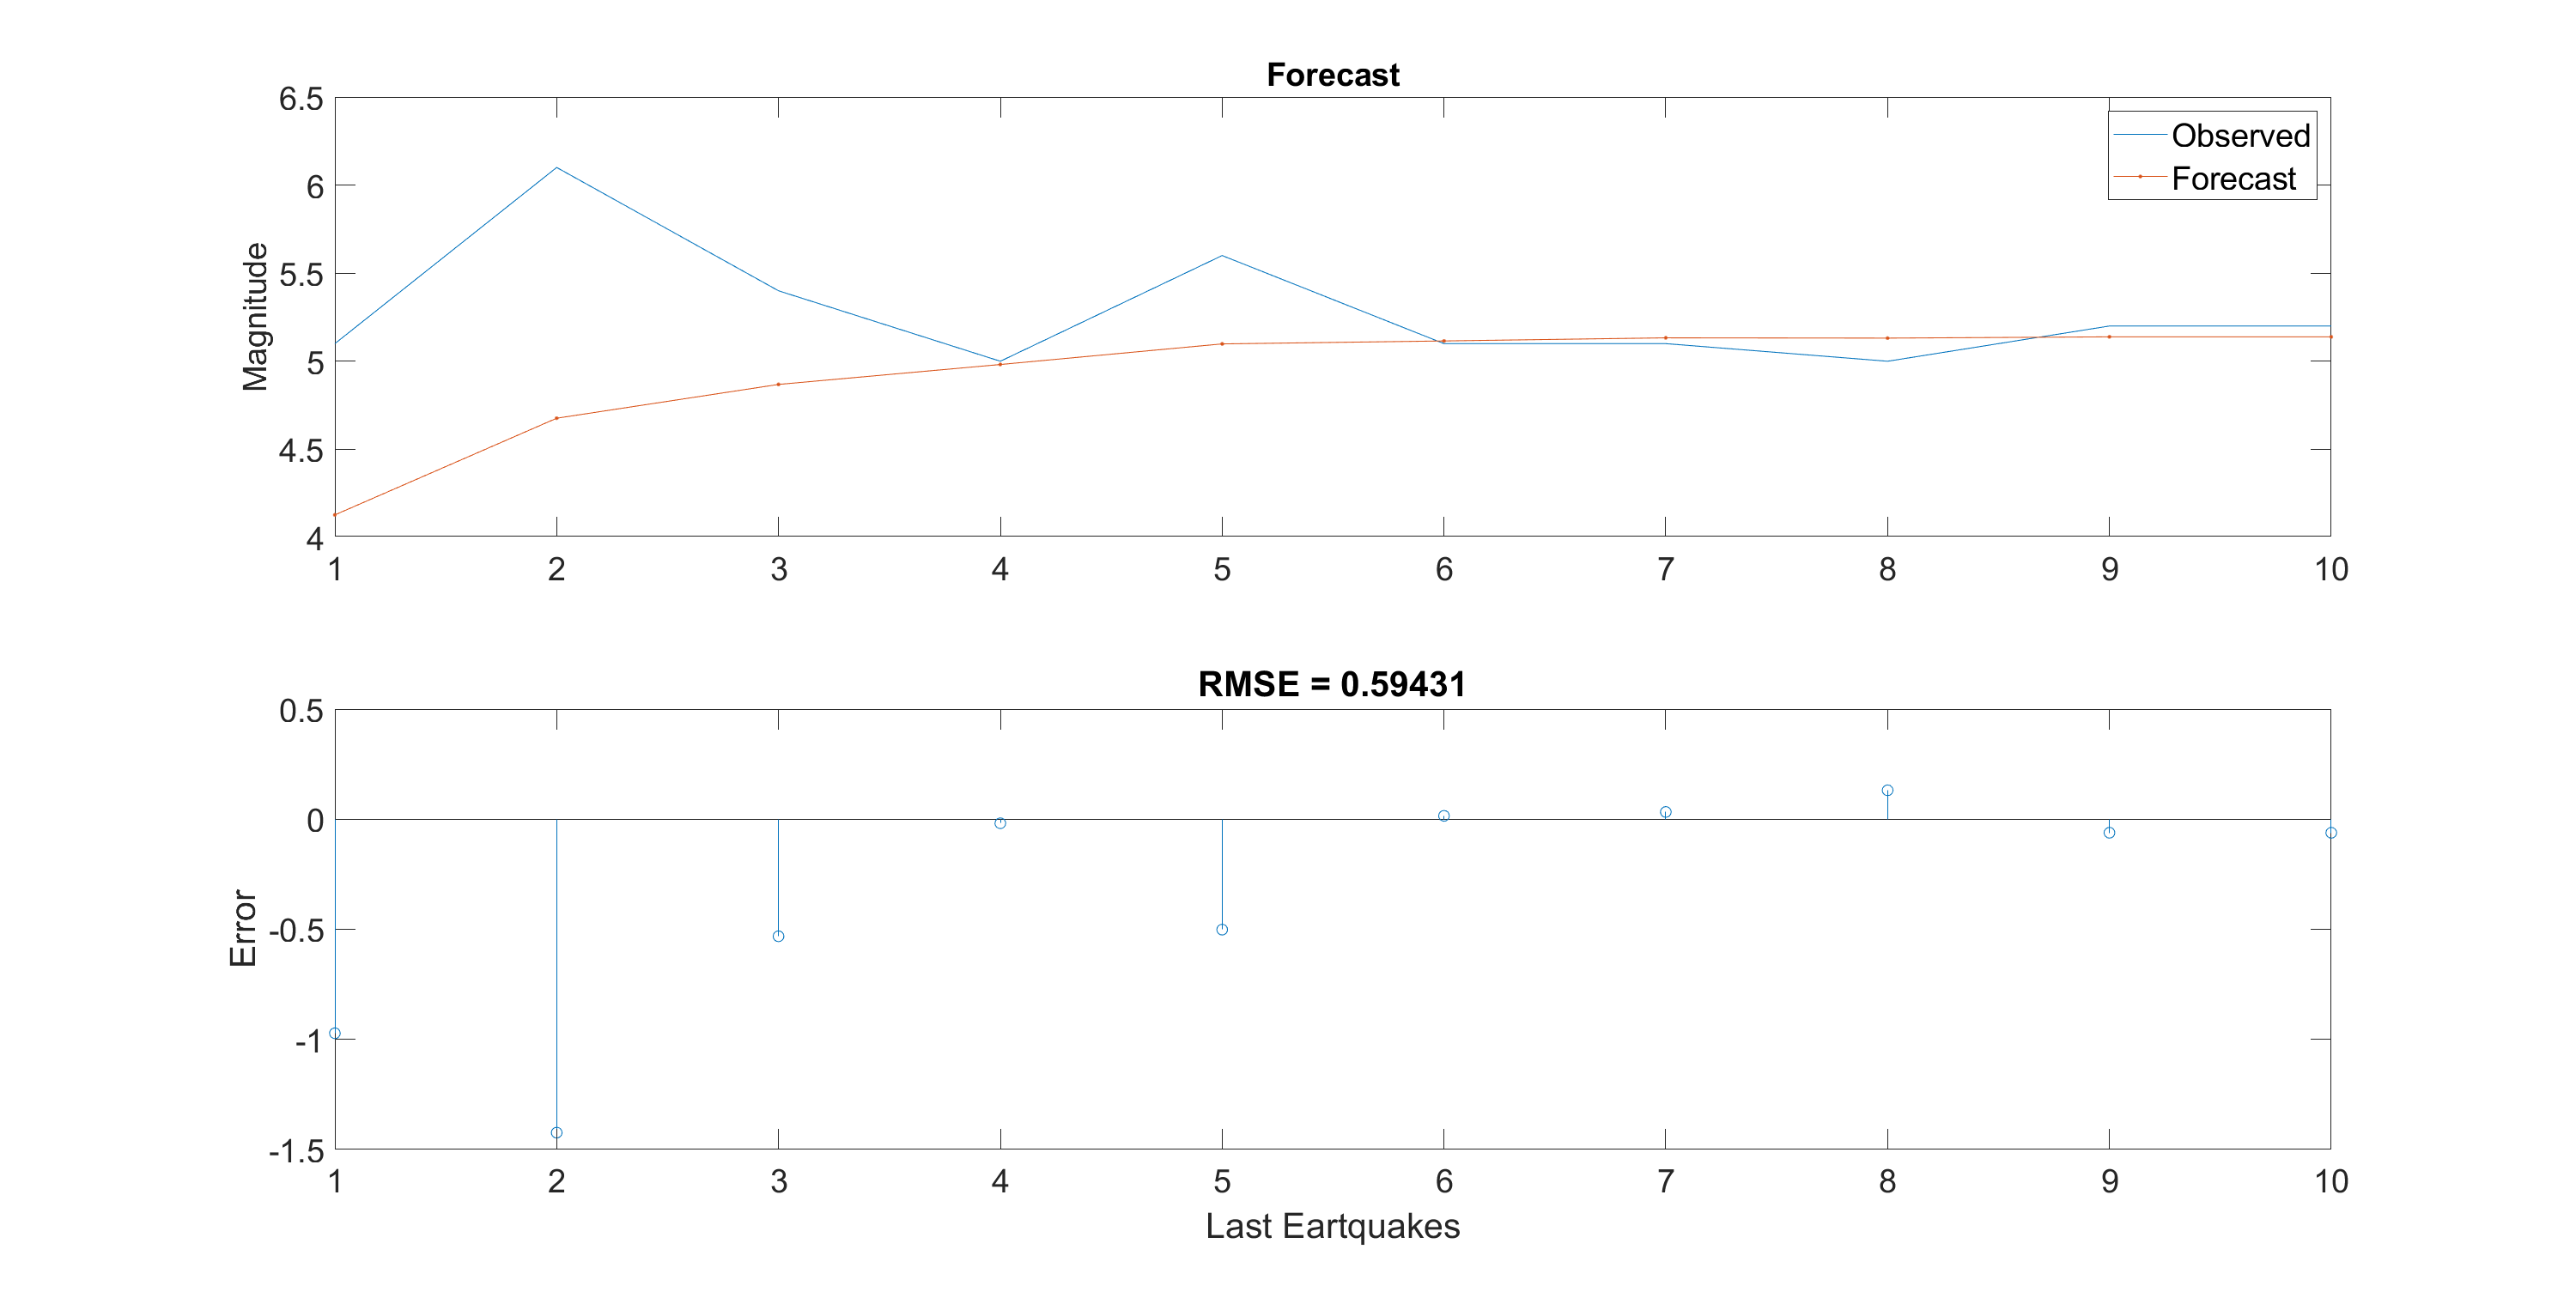 Forecast
6.5
6
5.5
5
4.5
4
Magnitude
Observed
Forecast
1 2 3 4 5 6 7 8 9 10
RMSE = 0.59431
0.5
0
-0.5
-1
-1.5
Error
1 2 3 4 5 6 7 8 9 10
Last Eartquakes